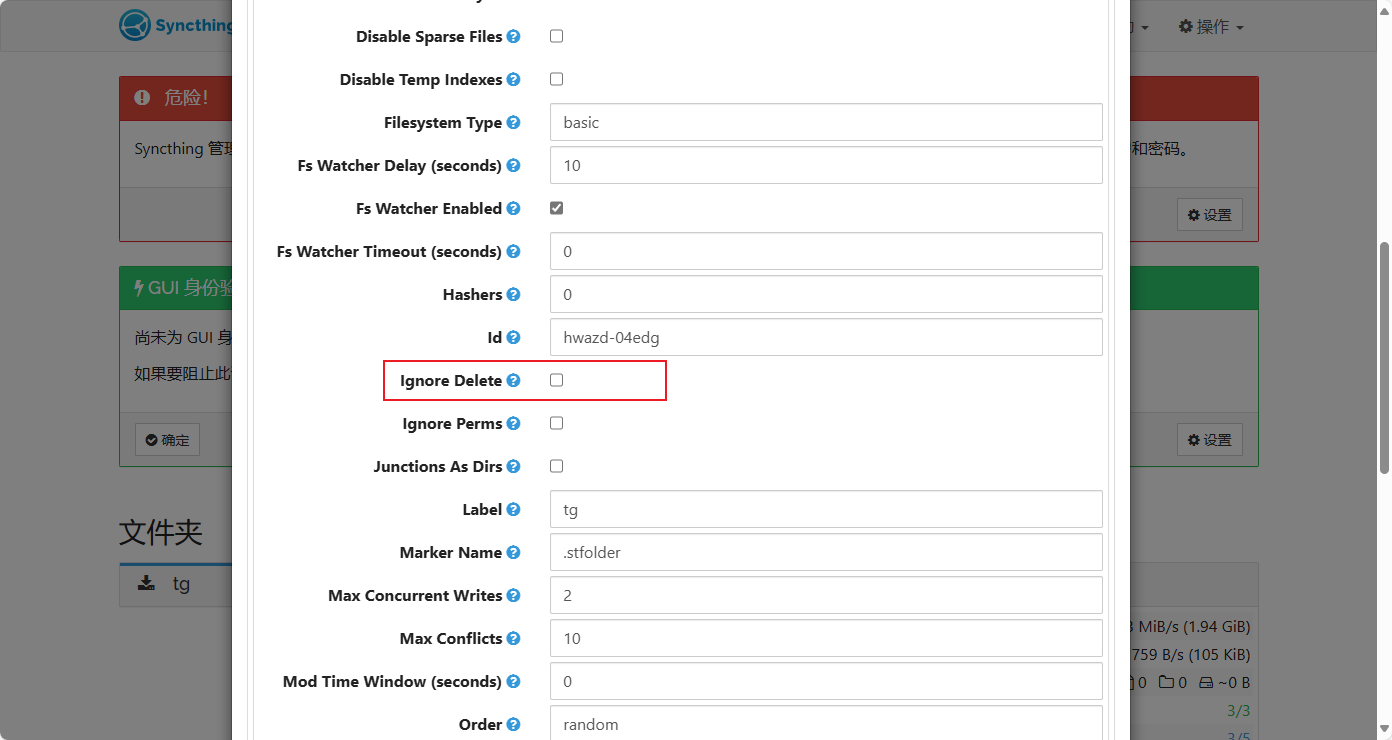 Syncthing
操作
危险!
Syncthing 管理
和密码。
设置
GUI 身份验
尚未为 GUI 身
如果要阻止此
确定
设置
文件夹
tg
Disable Sparse Files
Disable Temp Indexes
Filesystem Type basic
Fs Watcher Delay (seconds) 10
Fs Watcher Enabled
Fs Watcher Timeout (seconds) 0
Hashers 0
Id hwazd-04edg
Ignore Delete
Ignore Perms
Junctions As Dirs
Label tg
Marker Name .stfolder
Max Concurrent Writes 2
Max Conflicts 10
Mod Time Window (seconds) 0
Order random
MiB/s (1.94 GiB)
759 B/s (105 KiB)
0 0 ~0 B
3/3
3/5